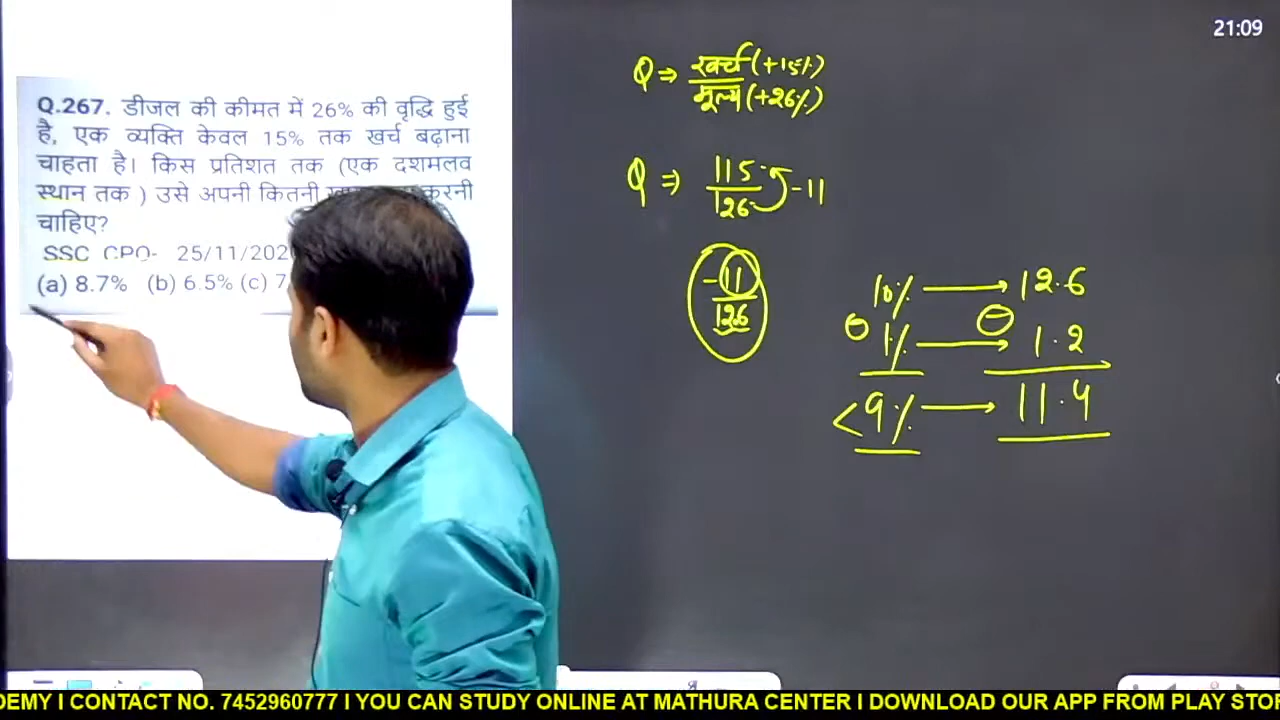 21:09
Q.267. डीजल की कीमत में 26% की वृद्धि हुई
है, एक व्यक्ति केवल 15% तक खर्च बढ़ाना
चाहता है। किस प्रतिशत तक (एक दशमलव
स्थान तक ) उसे अपनी कितनी करनी
चाहिए?
SSC CPO- 25/11/202
(a) 8.7% (b) 6.5% (c) 7
Q ⇒ खर्च (+15%)
मूल्य (+26%)
Q ⇒ 115
126
-11
-11
126
10% → 12.6
⊖ 1% → ⊖ 1.2
<9% → 11.4
DEMY I CONTACT NO. 7452960777 I YOU CAN STUDY ONLINE AT MATHURA CENTER I DOWNLOAD OUR APP FROM PLAY STO